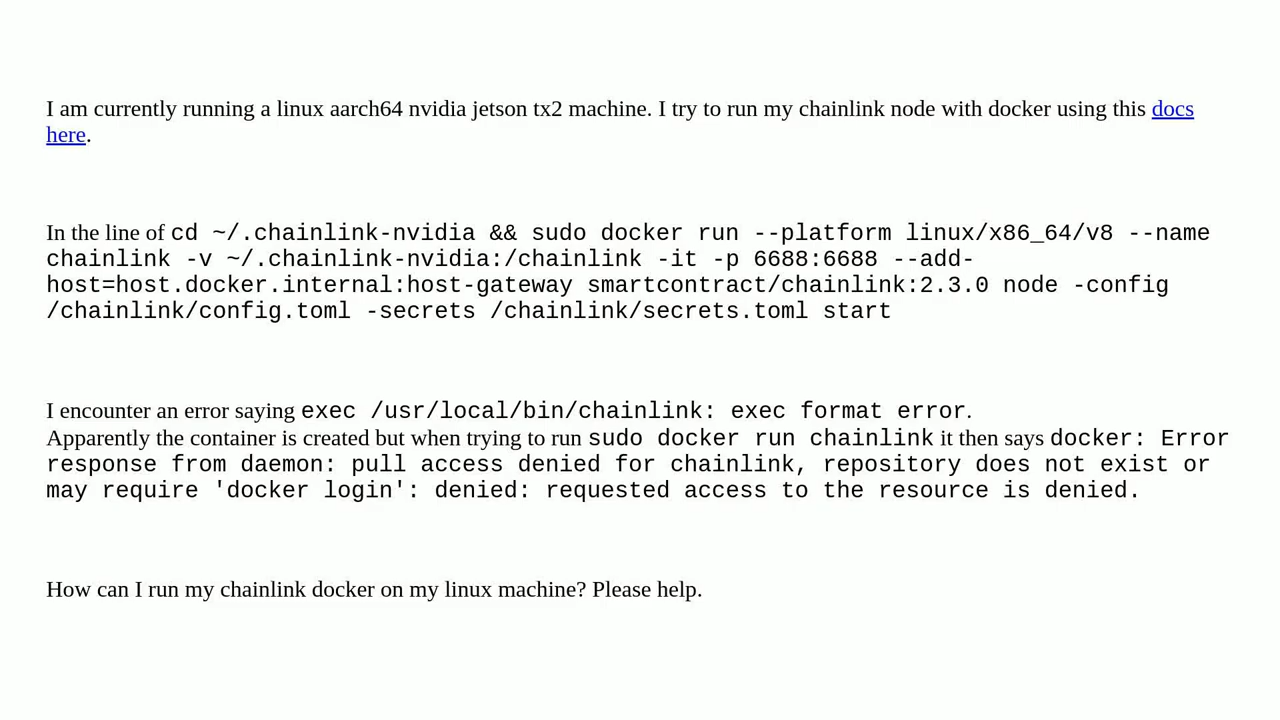 I am currently running a linux aarch64 nvidia jetson tx2 machine. I try to run my chainlink node with docker using this docs
here.
In the line of cd ~/.chainlink-nvidia && sudo docker run --platform linux/x86_64/v8 --name
chainlink -v ~/.chainlink-nvidia:/chainlink -it -p 6688:6688 --add-
host=host.docker.internal:host-gateway smartcontract/chainlink:2.3.0 node -config
/chainlink/config.toml -secrets /chainlink/secrets.toml start
I encounter an error saying exec /usr/local/bin/chainlink: exec format error.
Apparently the container is created but when trying to run sudo docker run chainlink it then says docker: Error
response from daemon: pull access denied for chainlink, repository does not exist or
may require 'docker login': denied: requested access to the resource is denied.
How can I run my chainlink docker on my linux machine? Please help.